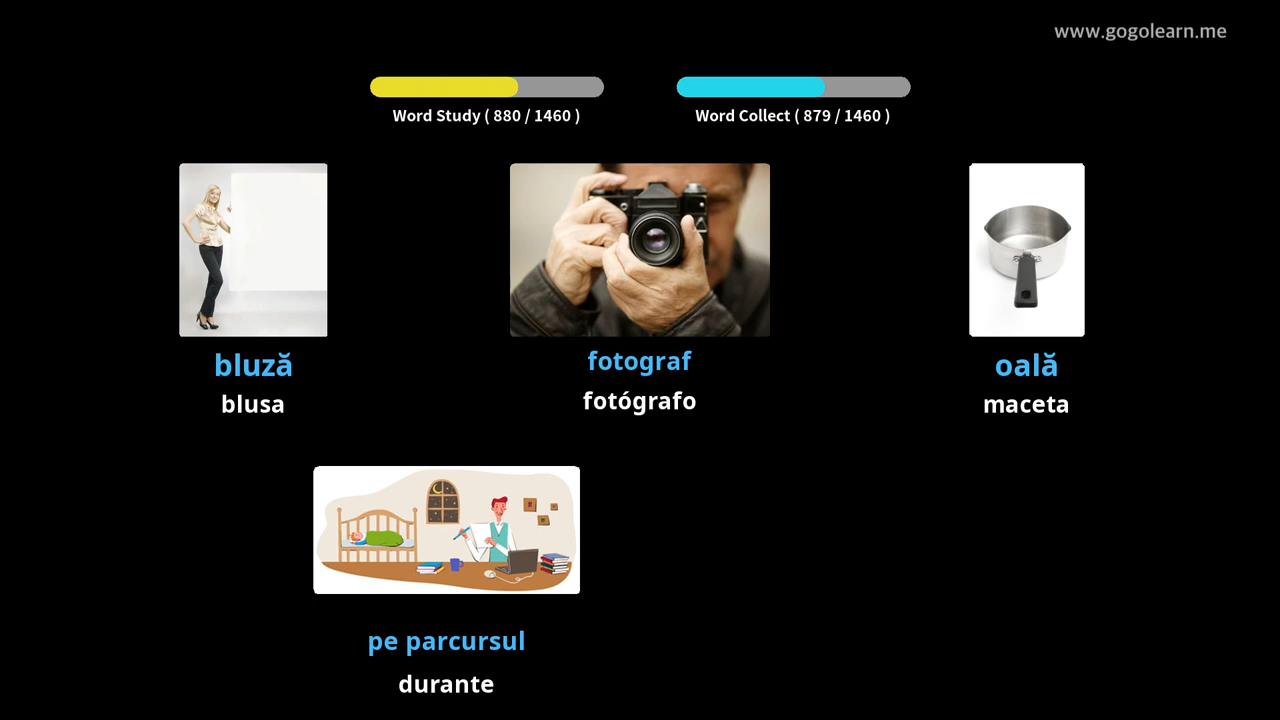 www.gogolearn.me
Word Study ( 880 / 1460 )
Word Collect ( 879 / 1460 )
bluză
blusa
fotograf
fotógrafo
oală
maceta
pe parcursul
durante